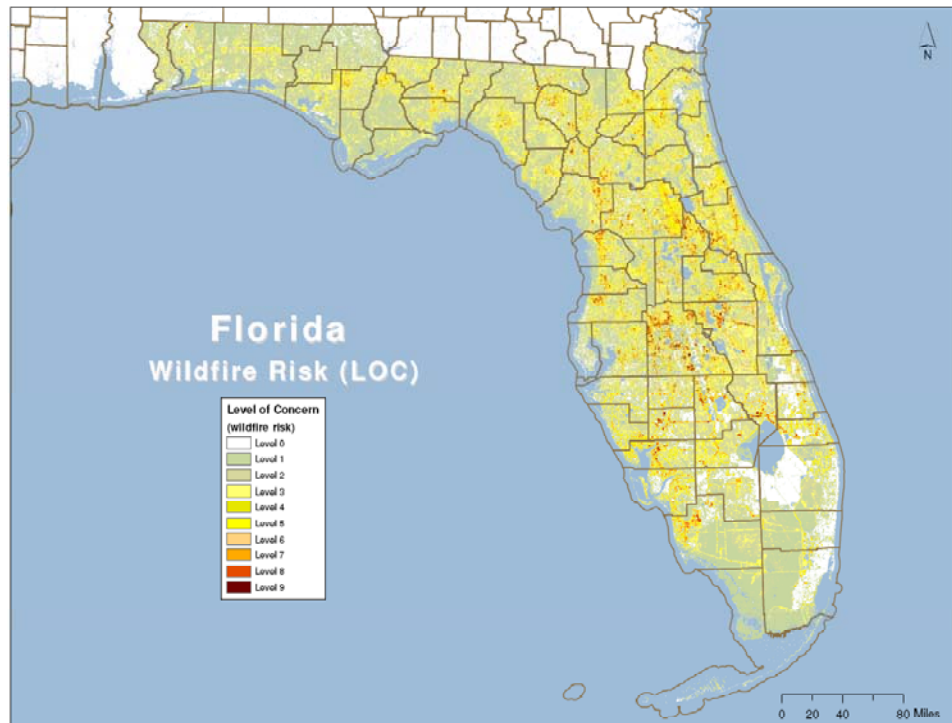 N
Florida
Wildfire Risk (LOC)
Level of Concern
(wildfire risk)
Level 0
Level 1
Level 2
Level 3
Level 4
Level 5
Level 6
Level 7
Level 8
Level 9
0 20 40 80 Miles